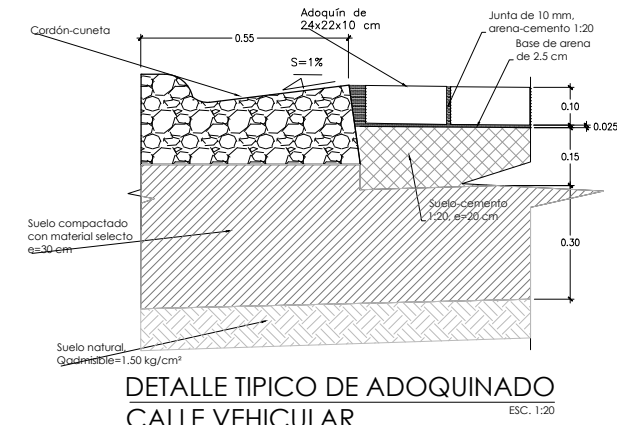 Cordón-cuneta
0.55
S=1%
Adoquín de
24x22x10 cm
Junta de 10 mm,
arena-cemento 1:20
Base de arena
de 2.5 cm
0.10
0.025
0.15
Suelo-cemento
1:20, e=20 cm
0.30
Suelo compactado
con material selecto
e=30 cm
Suelo natural,
Qadmisible=1.50 kg/cm²
DETALLE TIPICO DE ADOQUINADO
CALLE VEHICULAR
ESC. 1:20